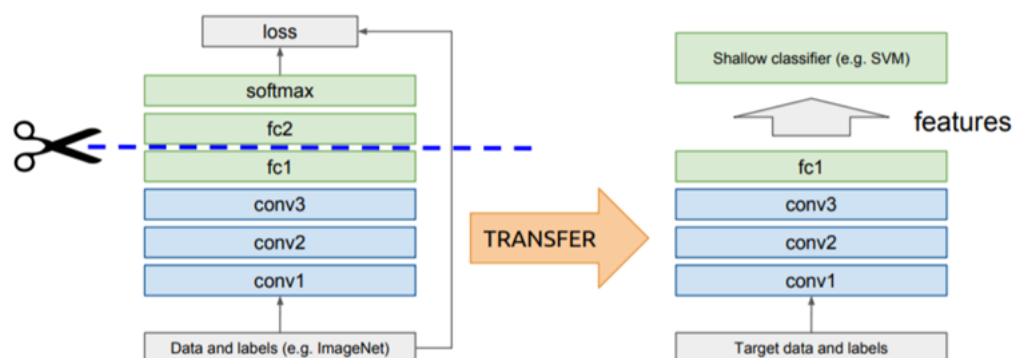 loss
softmax
fc2
fc1
conv3
conv2
conv1
Data and labels (e.g. ImageNet)
TRANSFER
Shallow classifier (e.g. SVM)
features
fc1
conv3
conv2
conv1
Target data and labels